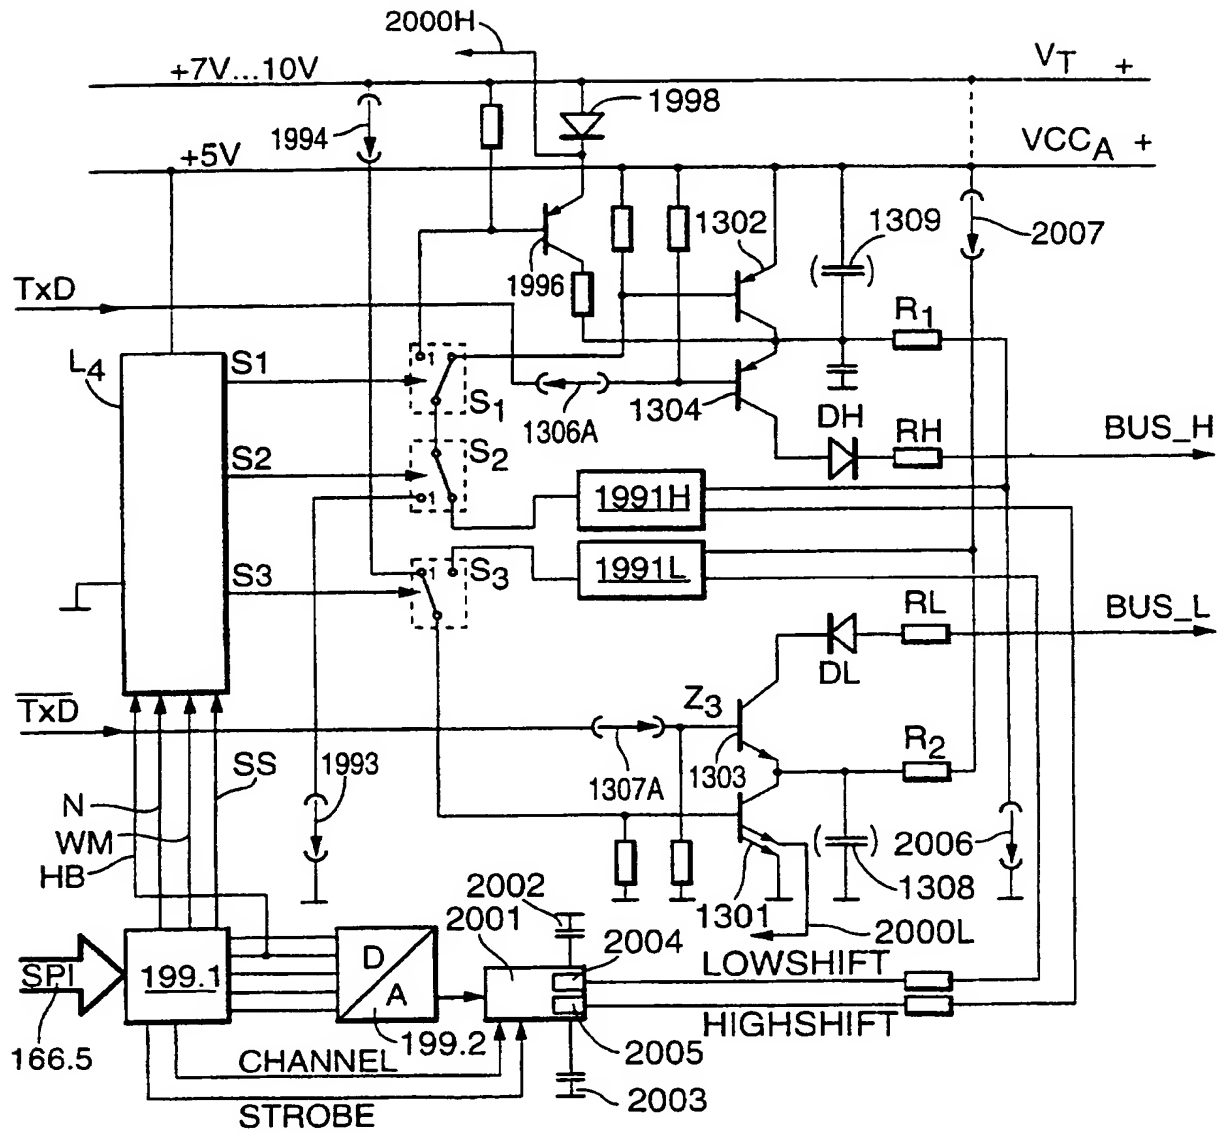 2000H
+7V...10V
VT +
1998
1994
+5V
VCCA +
1302
1309
2007
1996
TxD
R1
L4
S1
1
S1
1306A
1304
DH
RH
BUS_H
S2
S2
1
1991H
S3
1
S3
1991L
RL
BUS_L
DL
TxD
Z3
R2
1303
SS
1993
1307A
N
WM
HB
2006
2002
2001
1301
1308
2004
2000L
SPI
199.1
D
A
LOWSHIFT
HIGHSHIFT
166.5
199.2
2005
CHANNEL
2003
STROBE